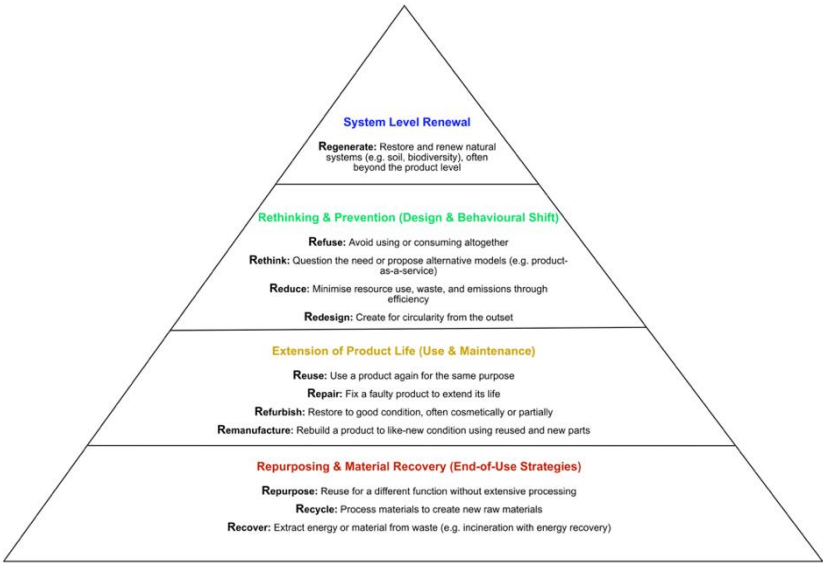 System Level Renewal
Regenerate: Restore and renew natural
systems (e.g. soil, biodiversity), often
beyond the product level
Rethinking & Prevention (Design & Behavioural Shift)
Refuse: Avoid using or consuming altogether
Rethink: Question the need or propose alternative models (e.g. product-
as-a-service)
Reduce: Minimise resource use, waste, and emissions through
efficiency
Redesign: Create for circularity from the outset
Extension of Product Life (Use & Maintenance)
Reuse: Use a product again for the same purpose
Repair: Fix a faulty product to extend its life
Refurbish: Restore to good condition, often cosmetically or partially
Remanufacture: Rebuild a product to like-new condition using reused and new parts
Repurposing & Material Recovery (End-of-Use Strategies)
Repurpose: Reuse for a different function without extensive processing
Recycle: Process materials to create new raw materials
Recover: Extract energy or material from waste (e.g. incineration with energy recovery)